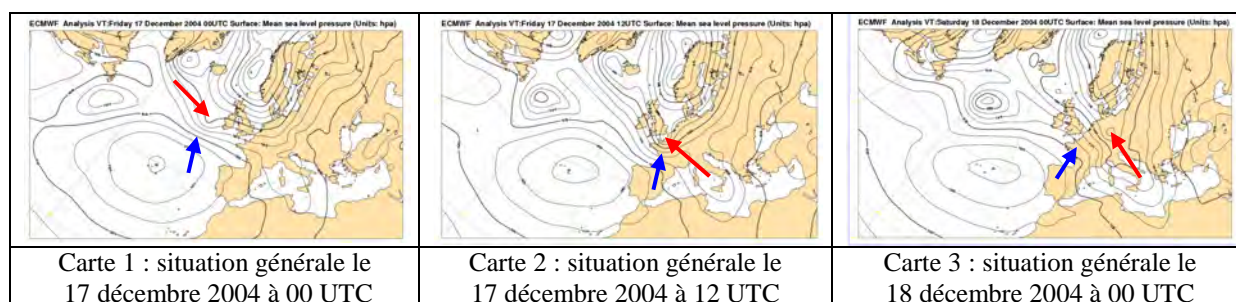 ECMWF Analysis VT:Friday 17 December 2004 00UTC Surface: Mean sea level pressure (Units: hpa)
ECMWF Analysis VT:Friday 17 December 2004 12UTC Surface: Mean sea level pressure (Units: hpa)
ECMWF Analysis VT:Saturday 18 December 2004 00UTC Surface: Mean sea level pressure (Units: hpa)
Carte 1 : situation générale le
17 décembre 2004 à 00 UTC
Carte 2 : situation générale le
17 décembre 2004 à 12 UTC
Carte 3 : situation générale le
18 décembre 2004 à 00 UTC